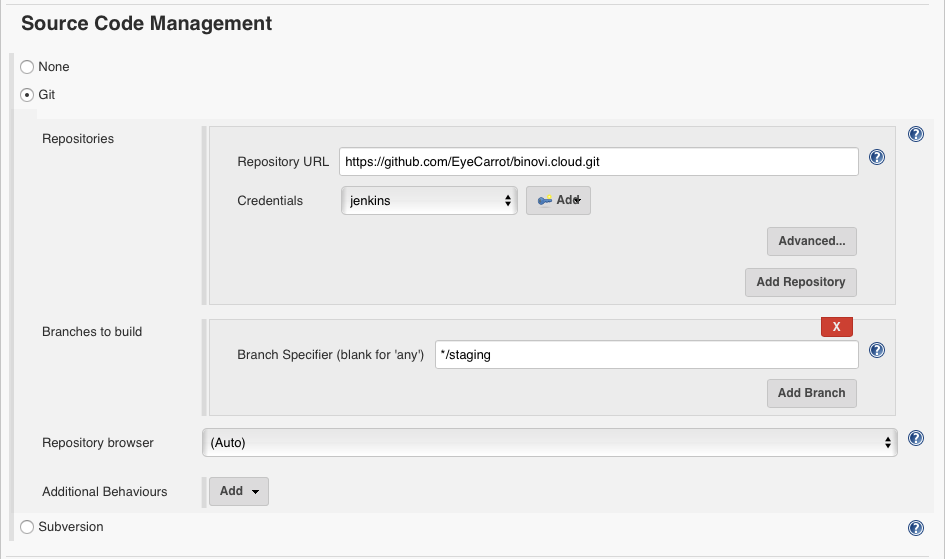 Source Code Management
None
Git
Repositories
?
Repository URL https://github.com/EyeCarrot/binovi.cloud.git ?
Credentials jenkins Add
Advanced...
Add Repository
Branches to build X
Branch Specifier (blank for 'any') */staging ?
Add Branch
Repository browser (Auto) ?
Additional Behaviours Add
Subversion ?